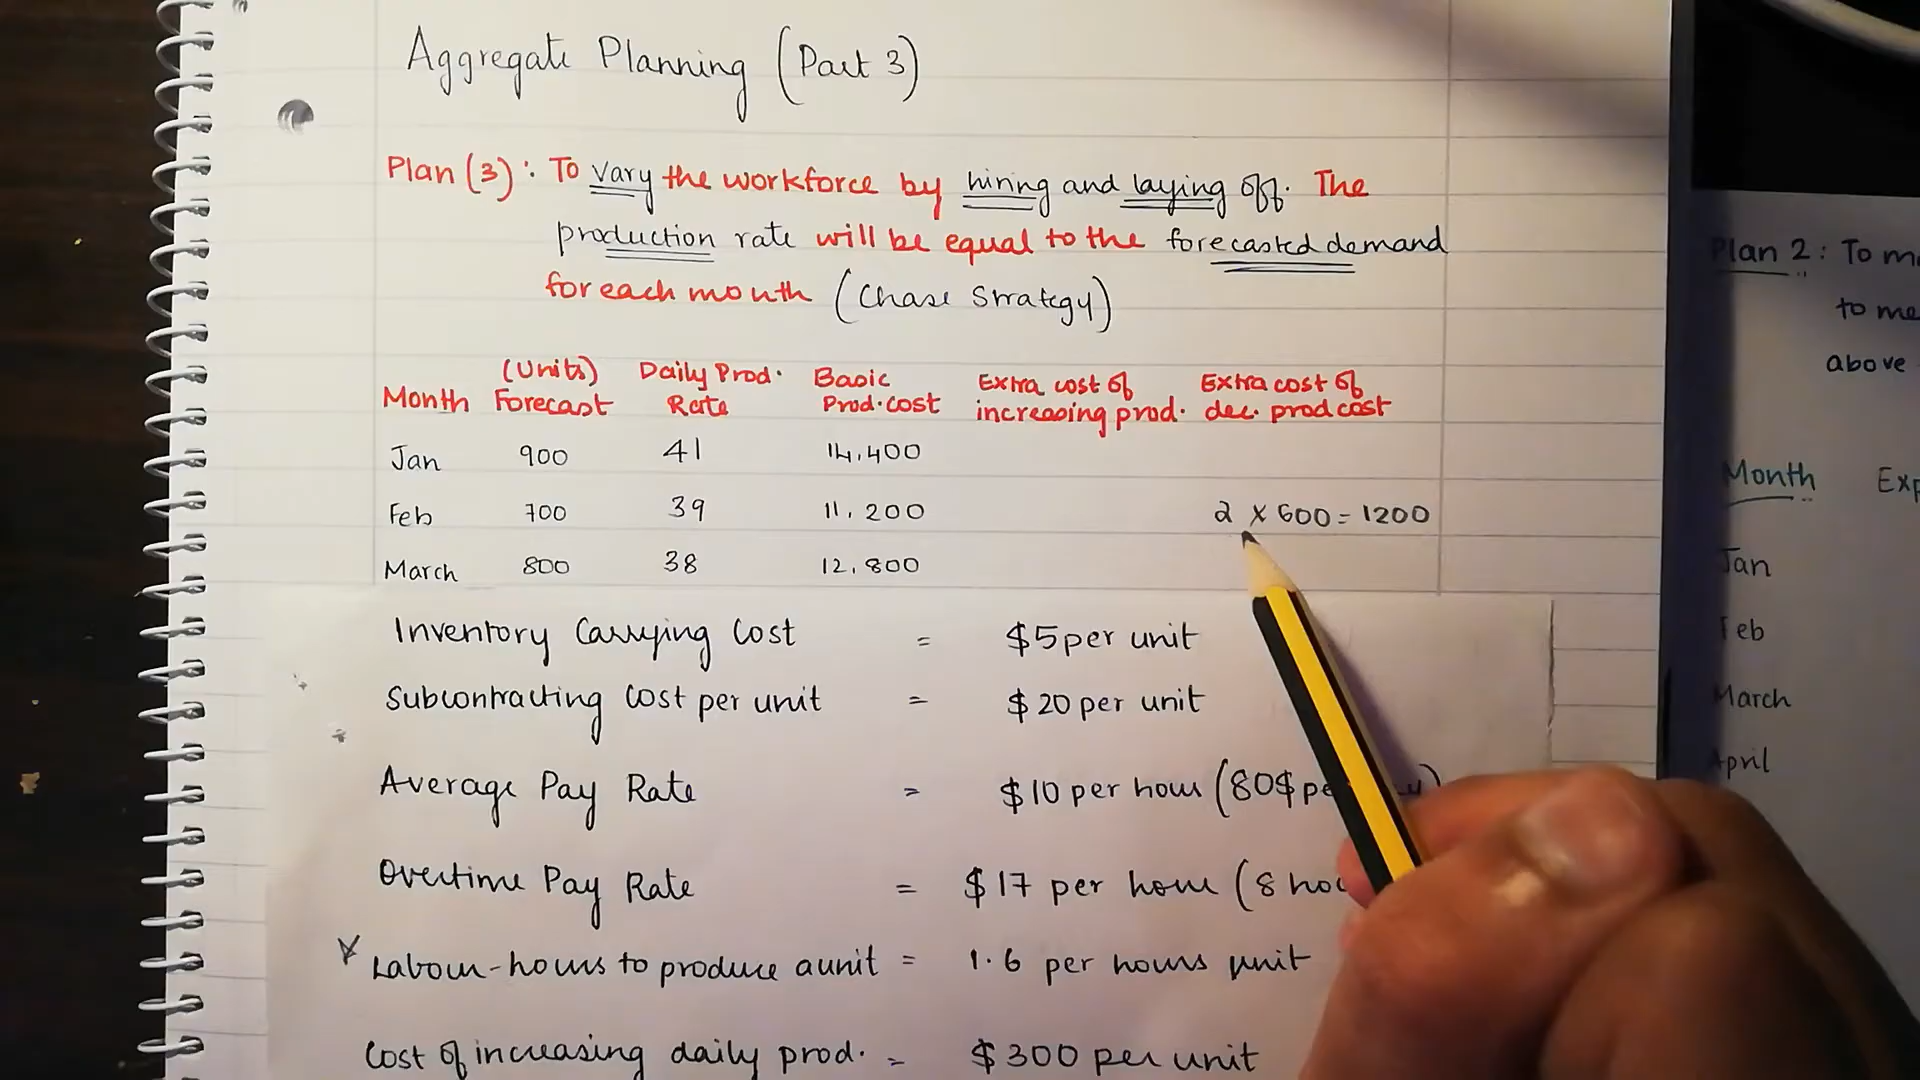 Aggregate Planning (Part 3)
Plan (3): To vary the workforce by hiring and laying off. The
production rate will be equal to the forecasted demand
for each month (Chase Strategy)
Month (Units) Forecast Daily Prod. Rate Basic Prod. cost Extra cost of increasing prod. Extra cost of dec. prod cost
Jan 900 41 14,400
Feb 700 39 11,200 2 × 600 = 1200
March 800 38 12,800
Inventory Carrying Cost = $5 per unit
Subcontracting Cost per unit = $20 per unit
Average Pay Rate = $10 per hour (80$
Overtime Pay Rate = $17 per hour (8
Labour-hours to produce a unit = 1.6 per hours unit
Cost of increasing daily prod. = $300 per unit
Plan 2: To
to
above
Month
Jan
Feb
March
April